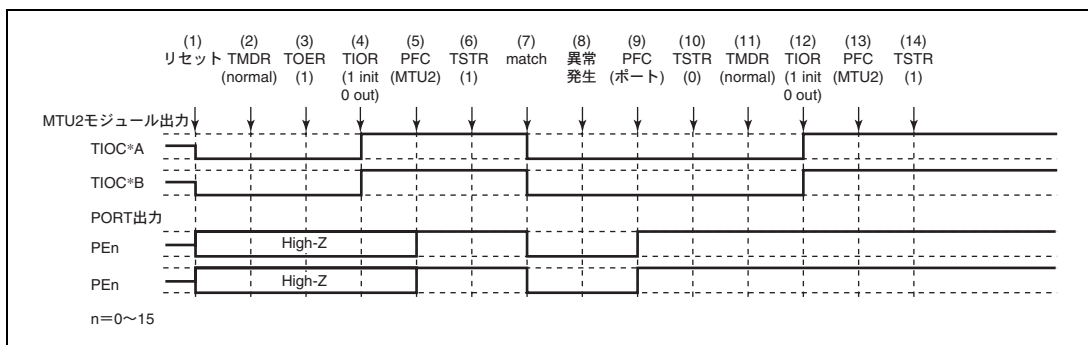 (1) (2) (3) (4) (5) (6) (7) (8) (9) (10) (11) (12) (13) (14)
リセット TMDR TOER TIOR PFC TSTR match 異常 PFC TSTR TMDR TIOR PFC TSTR
(normal) (1) (1 init (MTU2) (1) 発生 (ポート) (0) (normal) (1 init (MTU2) (1)
0 out) 0 out)
MTU2モジュール出力
TIOC*A
TIOC*B
PORT出力
PEn High-Z
PEn High-Z
n=0〜15